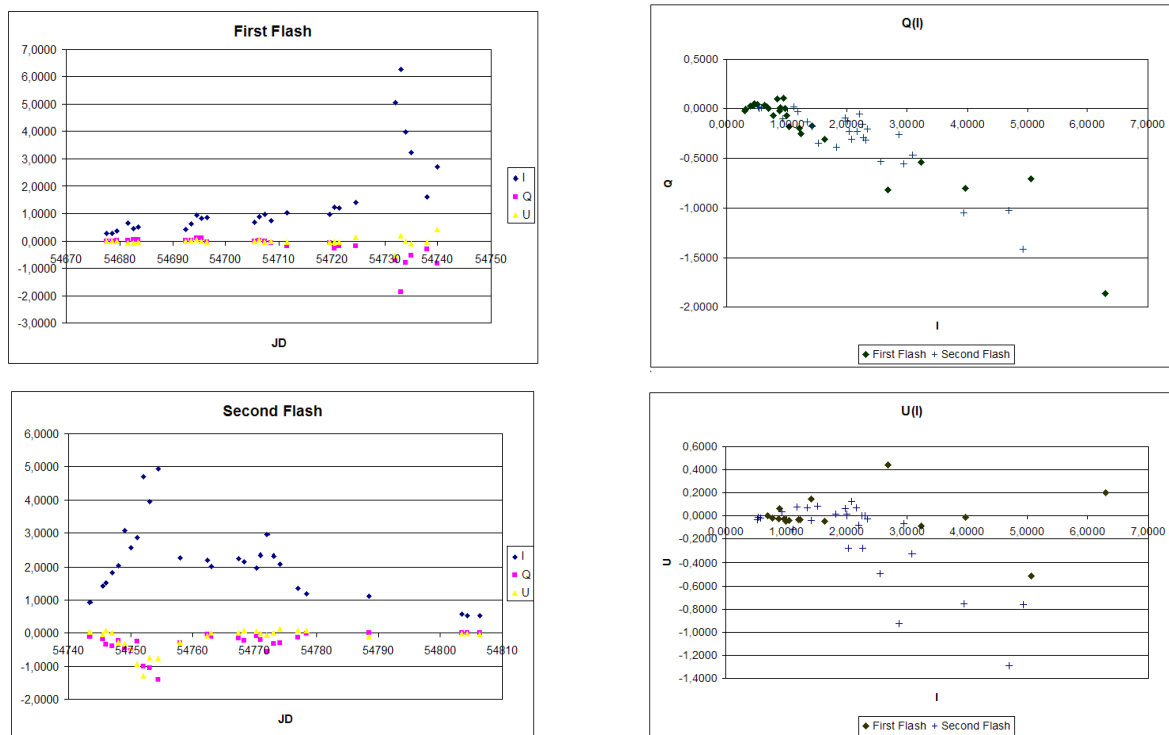 First Flash
7,0000
6,0000
5,0000
4,0000
3,0000
2,0000
1,0000
0,0000
-1,0000
-2,0000
-3,0000
54670 54680 54690 54700 54710 54720 54730 54740 54750
JD
I
Q
U
Q(I)
0,5000
0,0000
-0,5000
-1,0000
-1,5000
-2,0000
0,0000 1,0000 2,0000 3,0000 4,0000 5,0000 6,0000 7,0000
Q
I
First Flash Second Flash
Second Flash
6,0000
5,0000
4,0000
3,0000
2,0000
1,0000
0,0000
-1,0000
-2,0000
54740 54750 54760 54770 54780 54790 54800 54810
JD
I
Q
U
U(I)
0,6000
0,4000
0,2000
0,0000
-0,2000
-0,4000
-0,6000
-0,8000
-1,0000
-1,2000
-1,4000
0,0000 1,0000 2,0000 3,0000 4,0000 5,0000 6,0000 7,0000
U
I
First Flash Second Flash